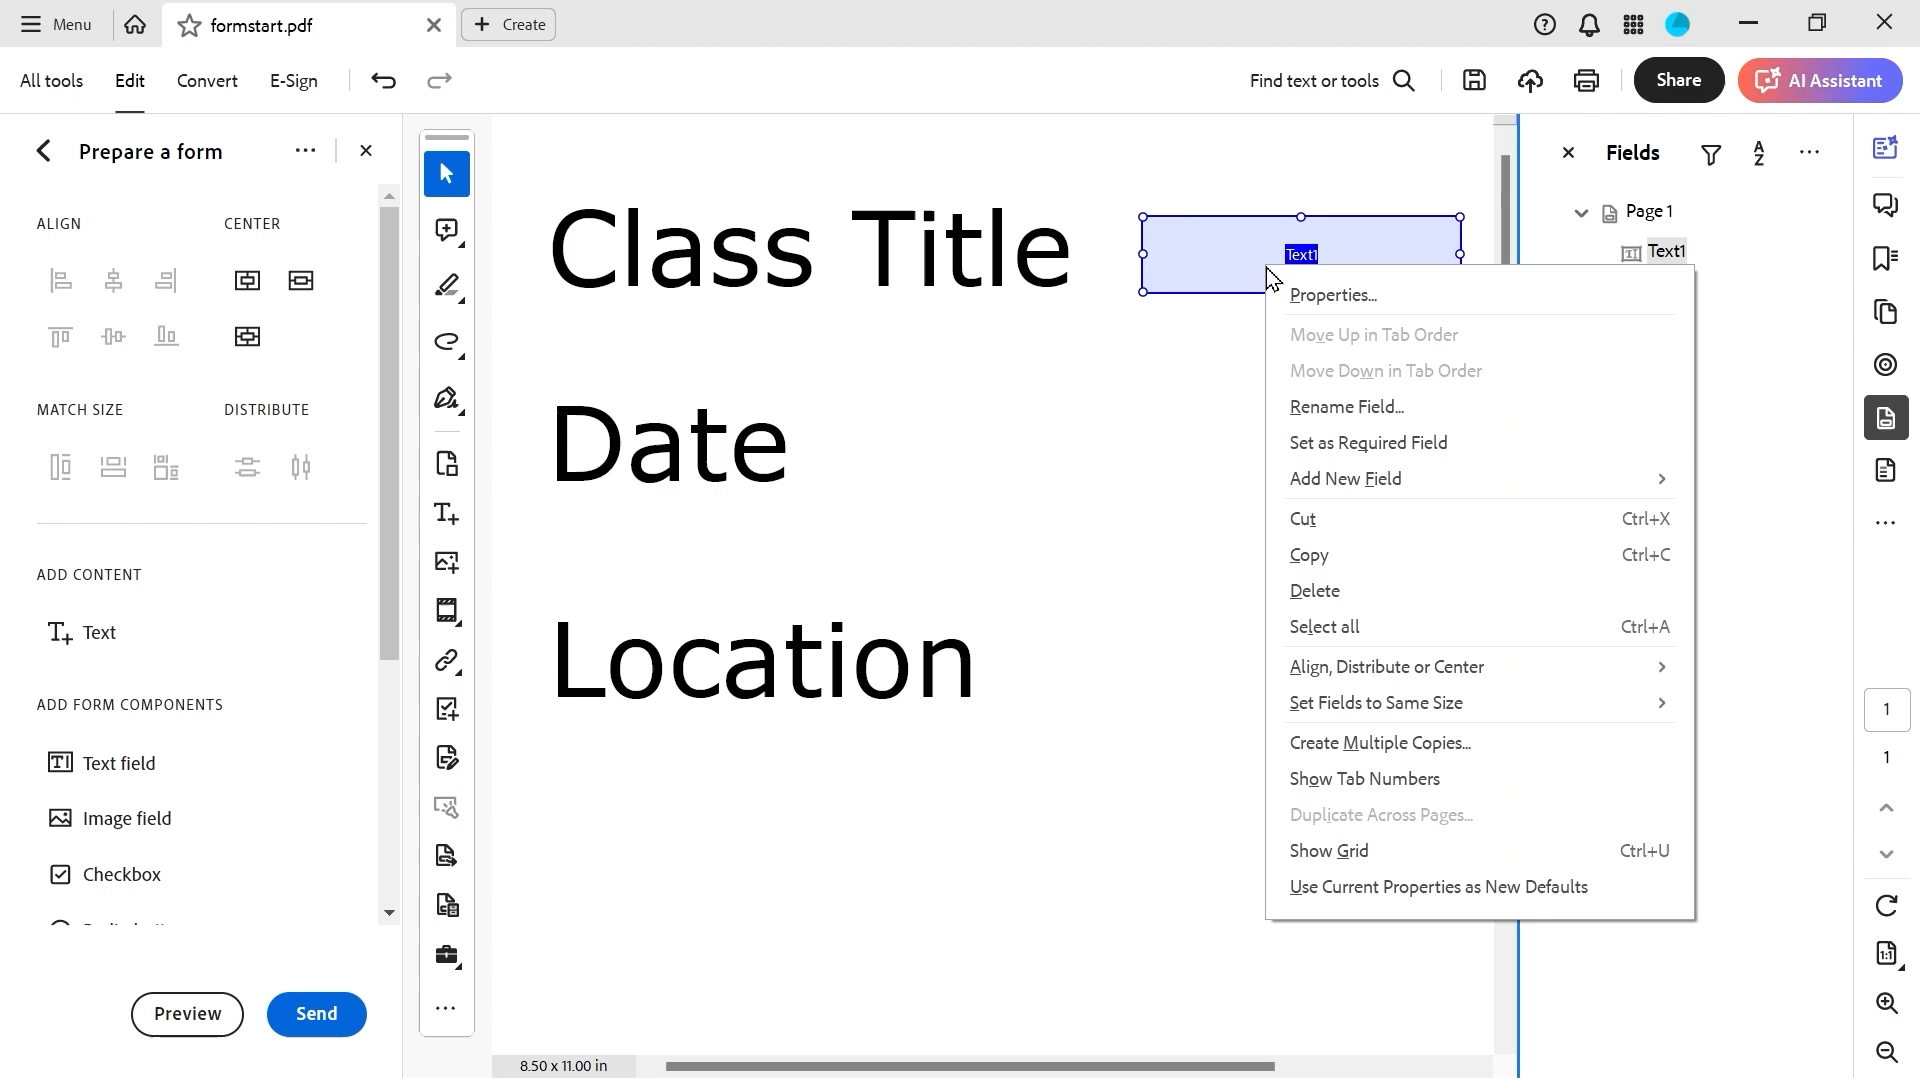 Menu
formstart.pdf
Create
All tools
Edit
Convert
E-Sign
Find text or tools
Share
AI Assistant
Prepare a form
ALIGN
CENTER
MATCH SIZE
DISTRIBUTE
ADD CONTENT
Text
ADD FORM COMPONENTS
Text field
Image field
Checkbox
Preview
Send
Class Title
Date
Location
Text1
Properties...
Move Up in Tab Order
Move Down in Tab Order
Rename Field...
Set as Required Field
Add New Field
Cut Ctrl+X
Copy Ctrl+C
Delete
Select all Ctrl+A
Align, Distribute or Center
Set Fields to Same Size
Create Multiple Copies...
Show Tab Numbers
Duplicate Across Pages...
Show Grid Ctrl+U
Use Current Properties as New Defaults
8.50 x 11.00 in
Fields
A
Z
Page 1
Text1
1
1
1:1